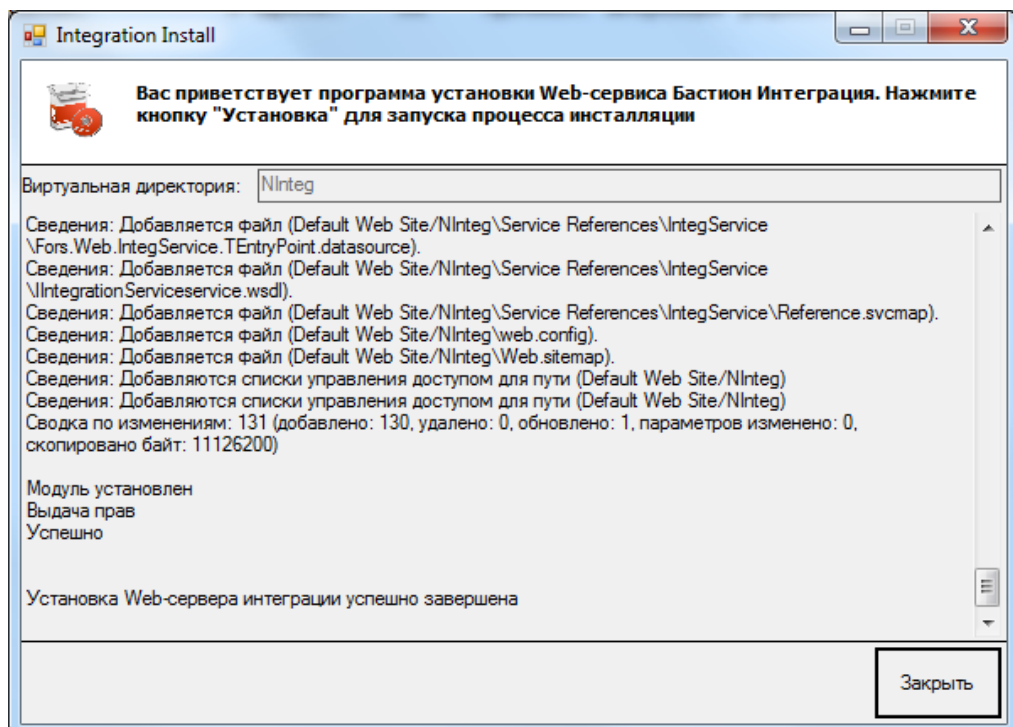 Integration Install
Вас приветствует программа установки Web-сервиса Бастион Интеграция. Нажмите
кнопку "Установка" для запуска процесса инсталляции
Виртуальная директория: NInteg
Сведения: Добавляется файл (Default Web Site/NInteg\Service References\IntegService
\Fors.Web.IntegService.TEntryPoint.datasource).
Сведения: Добавляется файл (Default Web Site/NInteg\Service References\IntegService
\IIntegrationServiceservice.wsdl).
Сведения: Добавляется файл (Default Web Site/NInteg\Service References\IntegService\Reference.svcmap).
Сведения: Добавляется файл (Default Web Site/NInteg\web.config).
Сведения: Добавляется файл (Default Web Site/NInteg\Web.sitemap).
Сведения: Добавляются списки управления доступом для пути (Default Web Site/NInteg)
Сведения: Добавляются списки управления доступом для пути (Default Web Site/NInteg)
Сводка по изменениям: 131 (добавлено: 130, удалено: 0, обновлено: 1, параметров изменено: 0,
скопировано байт: 11126200)
Модуль установлен
Выдача прав
Успешно
Установка Web-сервера интеграции успешно завершена
Закрыть